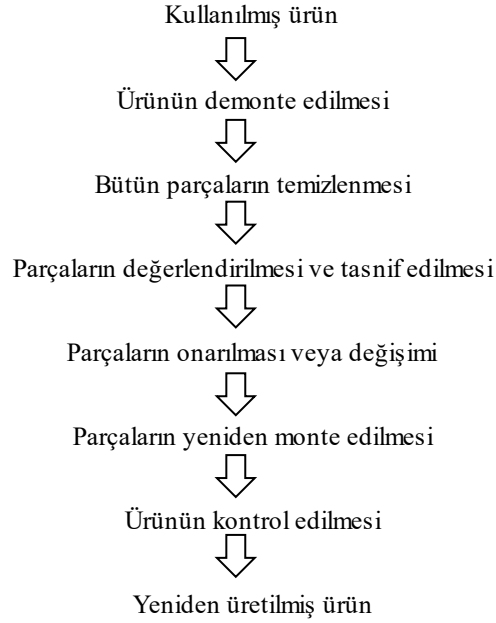 Kullanılmış ürün
Ürünün demonte edilmesi
Bütün parçaların temizlenmesi
Parçaların değerlendirilmesi ve tasnif edilmesi
Parçaların onarılması veya değişimi
Parçaların yeniden monte edilmesi
Ürünün kontrol edilmesi
Yeniden üretilmiş ürün